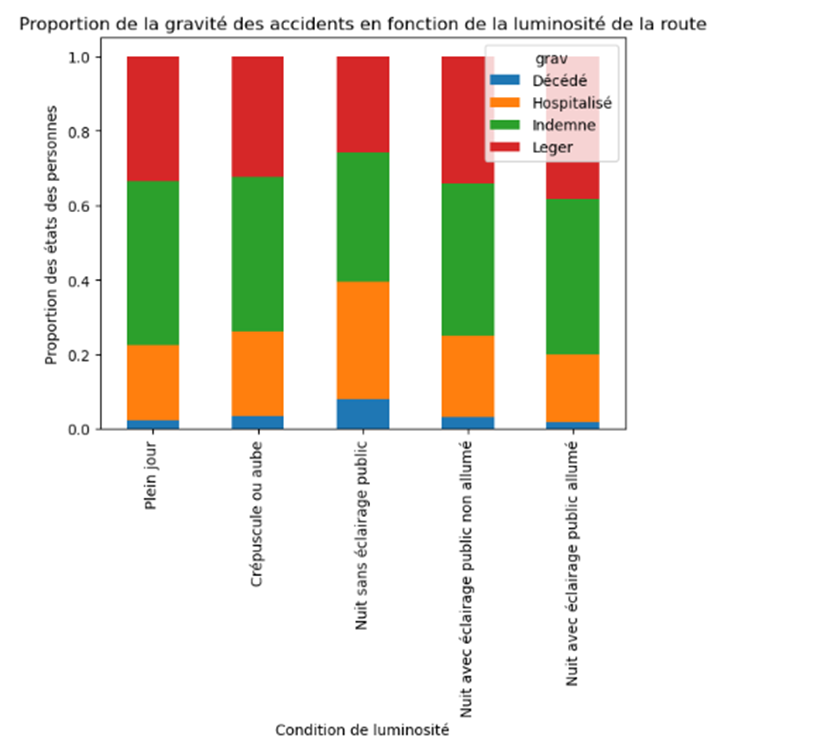 Proportion de la gravité des accidents en fonction de la luminosité de la route
grav
Décédé
Hospitalisé
Indemne
Leger
Proportion des états des personnes
1.0
0.8
0.6
0.4
0.2
0.0
Plein jour
Crépuscule ou aube
Nuit sans éclairage public
Nuit avec éclairage public non allumé
Nuit avec éclairage public allumé
Condition de luminosité